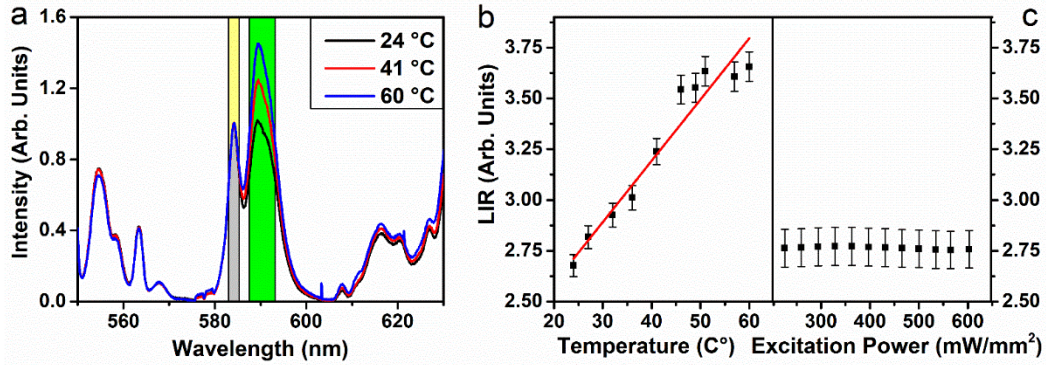 a
1.6
1.2
0.8
0.4
0.0
Intensity (Arb. Units)
24 °C
41 °C
60 °C
560 580 600 620
Wavelength (nm)
b
3.75
3.50
3.25
3.00
2.75
2.50
LIR (Arb. Units)
20 30 40 50 60
Temperature (C°)
300 400 500 600
Excitation Power (mW/mm²)
c
3.75
3.50
3.25
3.00
2.75
2.50